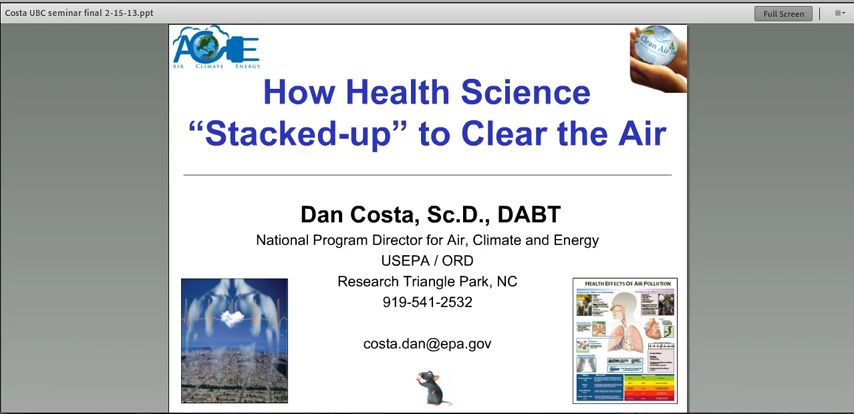 Costa UBC seminar final 2-15-13.ppt
Full Screen
ACE
AIR CLIMATE ENERGY
Clean Air
How Health Science
“Stacked-up” to Clear the Air
Dan Costa, Sc.D., DABT
National Program Director for Air, Climate and Energy
USEPA / ORD
Research Triangle Park, NC
919-541-2532
costa.dan@epa.gov
HEALTH EFFECTS OF AIR POLLUTION